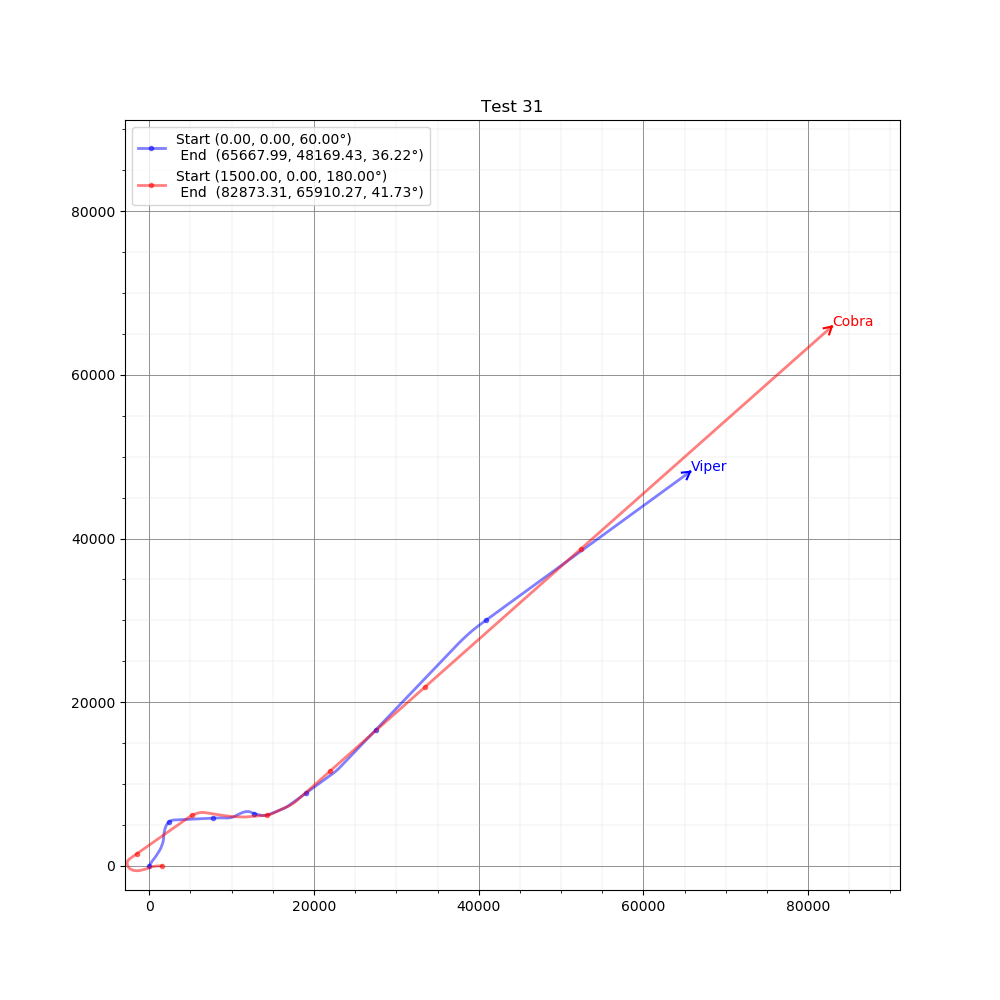 Test 31
Start (0.00, 0.00, 60.00°)
End (65667.99, 48169.43, 36.22°)
Start (1500.00, 0.00, 180.00°)
End (82873.31, 65910.27, 41.73°)
80000
60000
40000
20000
0
Cobra
Viper
0 20000 40000 60000 80000